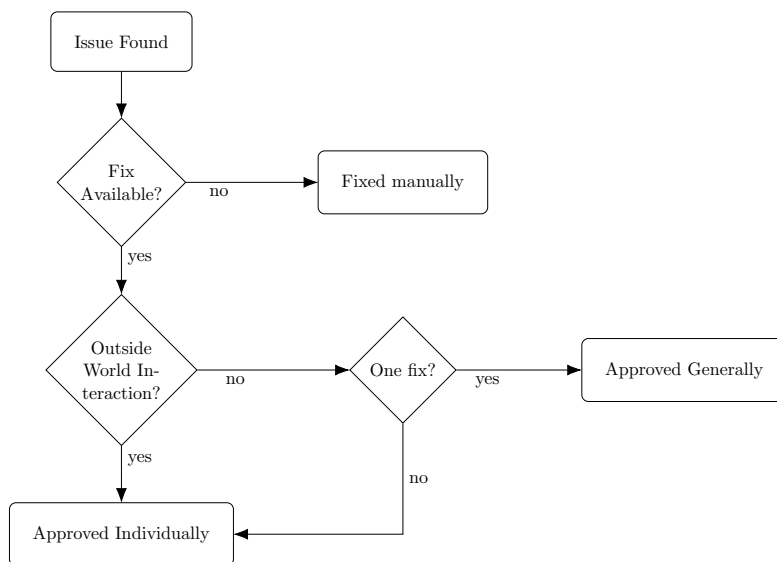 Issue Found
Fix
Available?
no
Fixed manually
yes
Outside
World In-
teraction?
no
One fix?
yes
Approved Generally
yes
no
Approved Individually